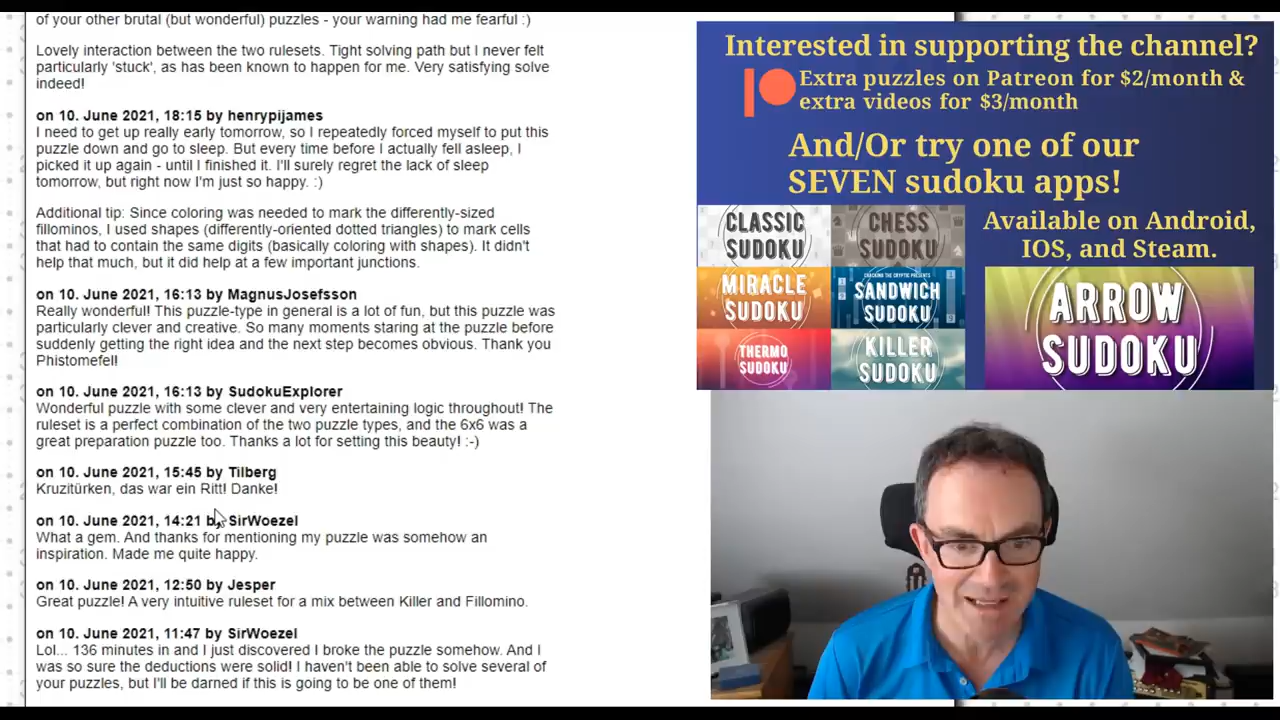 of your other brutal (but wonderful) puzzles - your warning had me fearful :)
Lovely interaction between the two rulesets. Tight solving path but I never felt
particularly 'stuck', as has been known to happen for me. Very satisfying solve
indeed!
on 10. June 2021, 18:15 by henrypijames
I need to get up really early tomorrow, so I repeatedly forced myself to put this
puzzle down and go to sleep. But every time before I actually fell asleep, I
picked it up again - until I finished it. I'll surely regret the lack of sleep
tomorrow, but right now I'm just so happy. :)
Additional tip: Since coloring was needed to mark the differently-sized
fillominos, I used shapes (differently-oriented dotted triangles) to mark cells
that had to contain the same digits (basically coloring with shapes). It didn't
help that much, but it did help at a few important junctions.
on 10. June 2021, 16:13 by MagnusJosefsson
Really wonderful! This puzzle-type in general is a lot of fun, but this puzzle was
particularly clever and creative. So many moments staring at the puzzle before
suddenly getting the right idea and the next step becomes obvious. Thank you
Phistomefel!
on 10. June 2021, 16:13 by SudokuExplorer
Wonderful puzzle with some clever and very entertaining logic throughout! The
ruleset is a perfect combination of the two puzzle types, and the 6x6 was a
great preparation puzzle too. Thanks a lot for setting this beauty! :-)
on 10. June 2021, 15:45 by Tilberg
Kruzitürken, das war ein Ritt! Danke!
on 10. June 2021, 14:21 by SirWoezel
What a gem. And thanks for mentioning my puzzle was somehow an
inspiration. Made me quite happy.
on 10. June 2021, 12:50 by Jesper
Great puzzle! A very intuitive ruleset for a mix between Killer and Fillomino.
on 10. June 2021, 11:47 by SirWoezel
Lol... 136 minutes in and I just discovered I broke the puzzle somehow. And I
was so sure the deductions were solid! I haven't been able to solve several of
your puzzles, but I'll be darned if this is going to be one of them!
Interested in supporting the channel?
Extra puzzles on Patreon for $2/month &
extra videos for $3/month
And/Or try one of our
SEVEN sudoku apps!
Available on Android,
IOS, and Steam.
CLASSIC
SUDOKU
CHESS
SUDOKU
MIRACLE
SUDOKU
CRACKING THE CRYPTIC PRESENTS
SANDWICH
SUDOKU
THERMO
SUDOKU
KILLER
SUDOKU
ARROW
SUDOKU